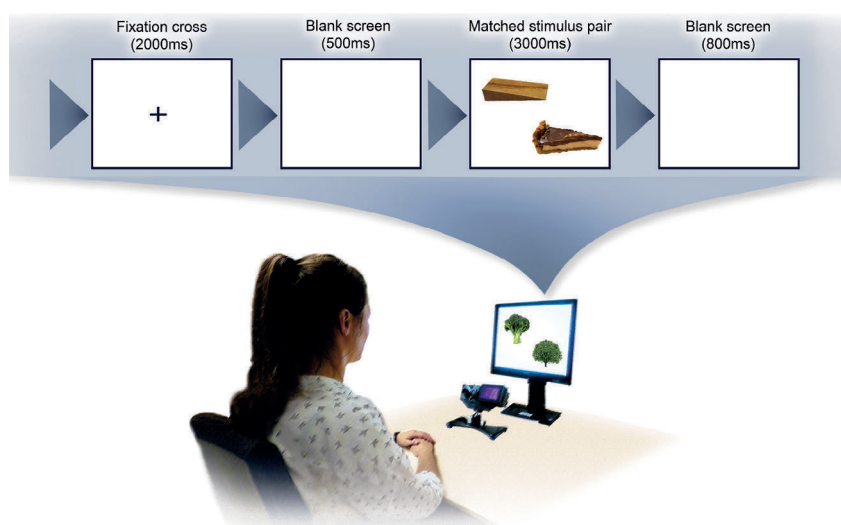 Fixation cross
(2000ms)
Blank screen
(500ms)
Matched stimulus pair
(3000ms)
Blank screen
(800ms)